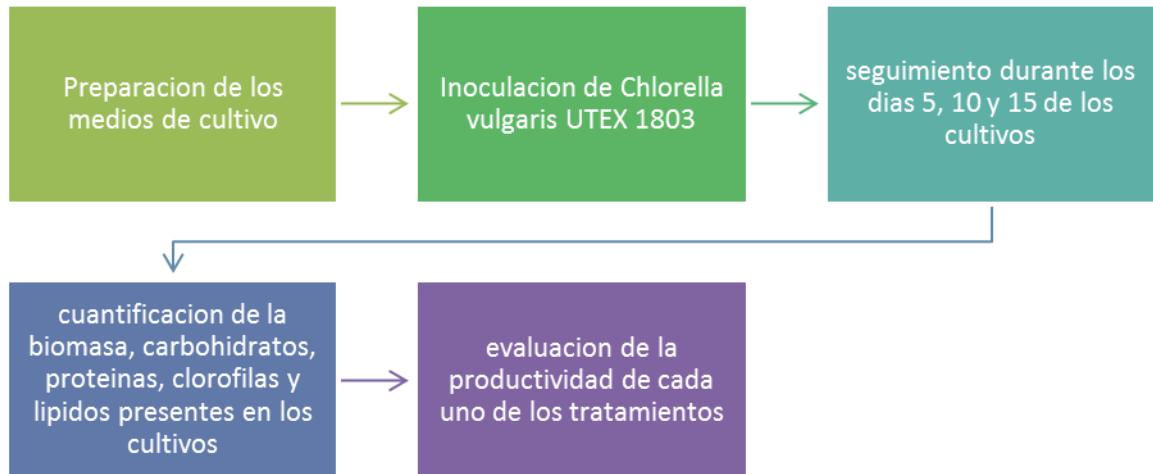 Preparacion de los
medios de cultivo
Inoculacion de Chlorella
vulgaris UTEX 1803
seguimiento durante los
dias 5, 10 y 15 de los
cultivos
cuantificacion de la
biomasa, carbohidratos,
proteinas, clorofilas y
lipidos presentes en los
cultivos
evaluacion de la
productividad de cada
uno de los tratamientos